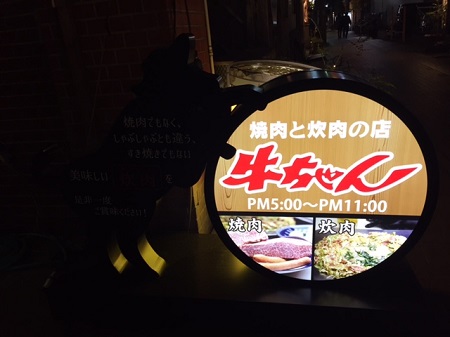 焼肉でもなく、
しゃぶしゃぶとも違う、
すき焼きでもない
美味しい
焼肉と炊肉の店
牛ちゃん
PM5:00〜PM11:00
焼肉
炊肉